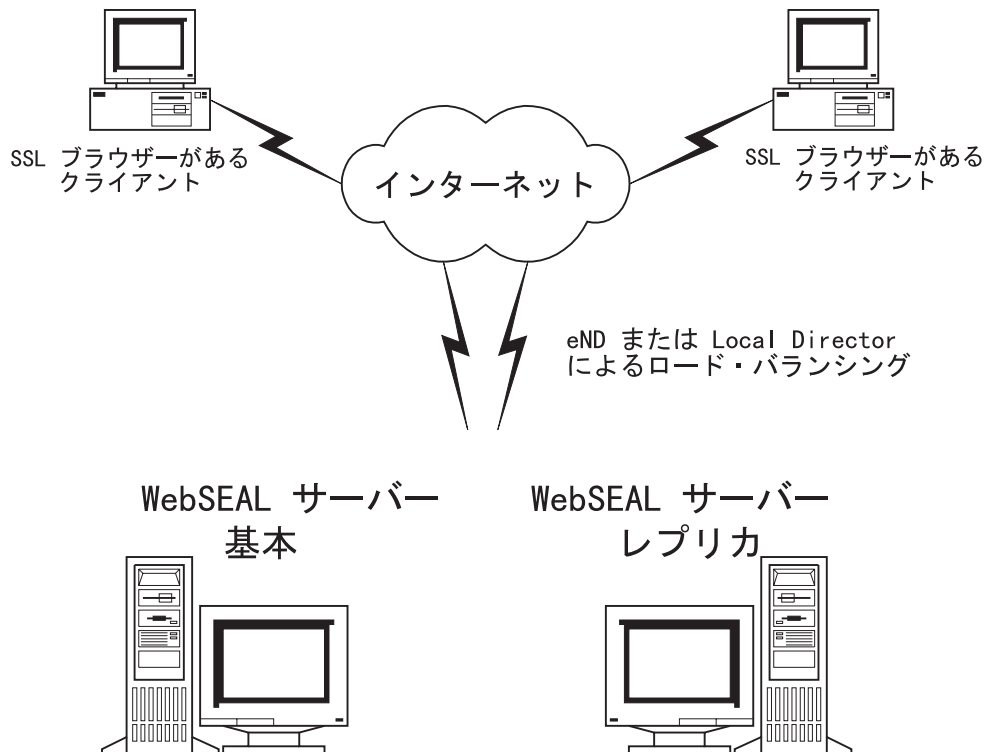 SSL ブラウザーがある
クライアント
SSL ブラウザーがある
クライアント
インターネット
eND または Local Director
によるロード・バランシング
WebSEAL サーバー
基本
WebSEAL サーバー
レプリカ